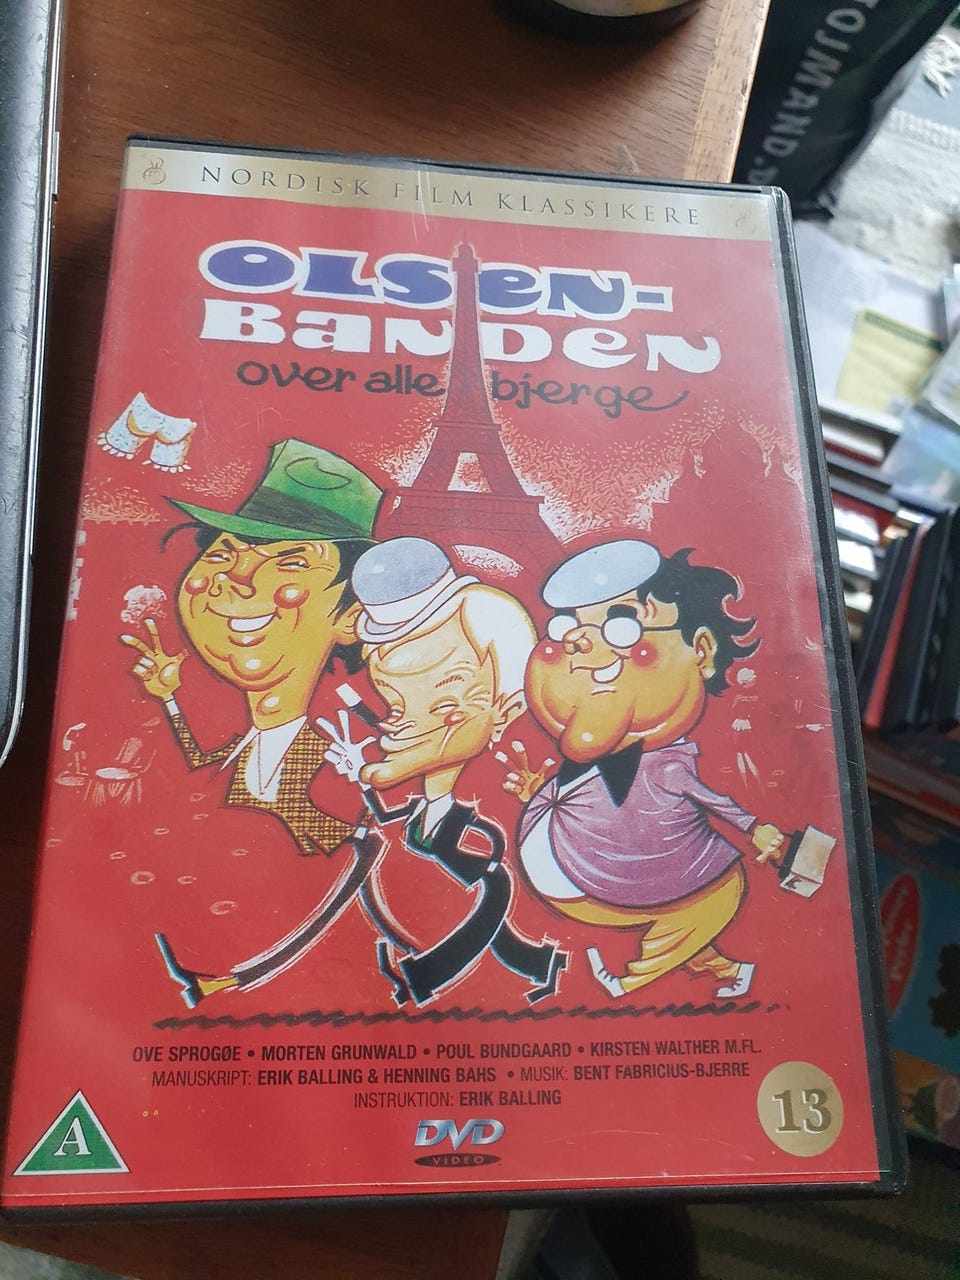 TOJMAND.D
NORDISK FILM KLASSIKERE
OLSEN-
BANDEN
over alle bjerge
OVE SPROGØE • MORTEN GRUNWALD • POUL BUNDGAARD • KIRSTEN WALTHER M.FL.
MANUSKRIPT: ERIK BALLING & HENNING BAHS • MUSIK: BENT FABRICIUS-BJERRE
INSTRUKTION: ERIK BALLING
A
DVD
VIDEO
13